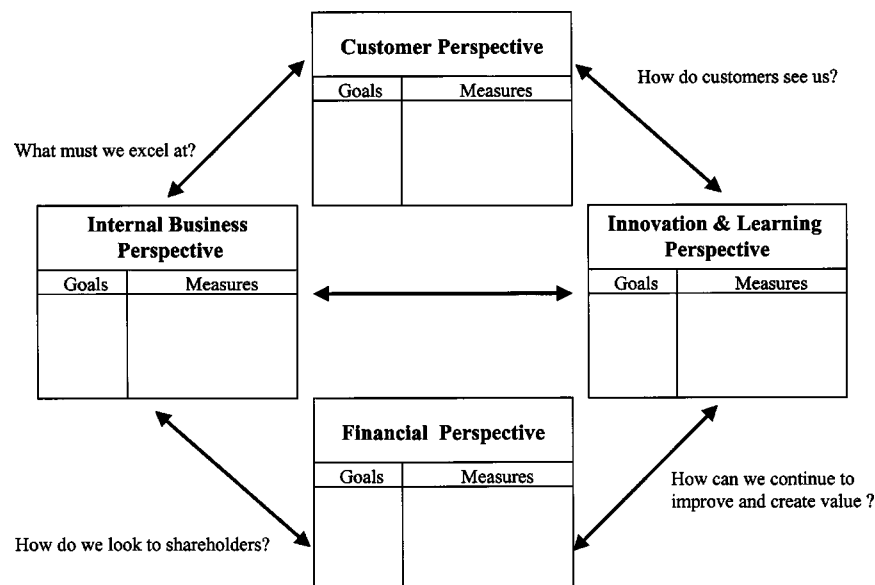 Customer Perspective
Goals Measures
How do customers see us?
What must we excel at?
Internal Business
Perspective
Goals Measures
Innovation & Learning
Perspective
Goals Measures
Financial Perspective
Goals Measures
How can we continue to
improve and create value ?
How do we look to shareholders?